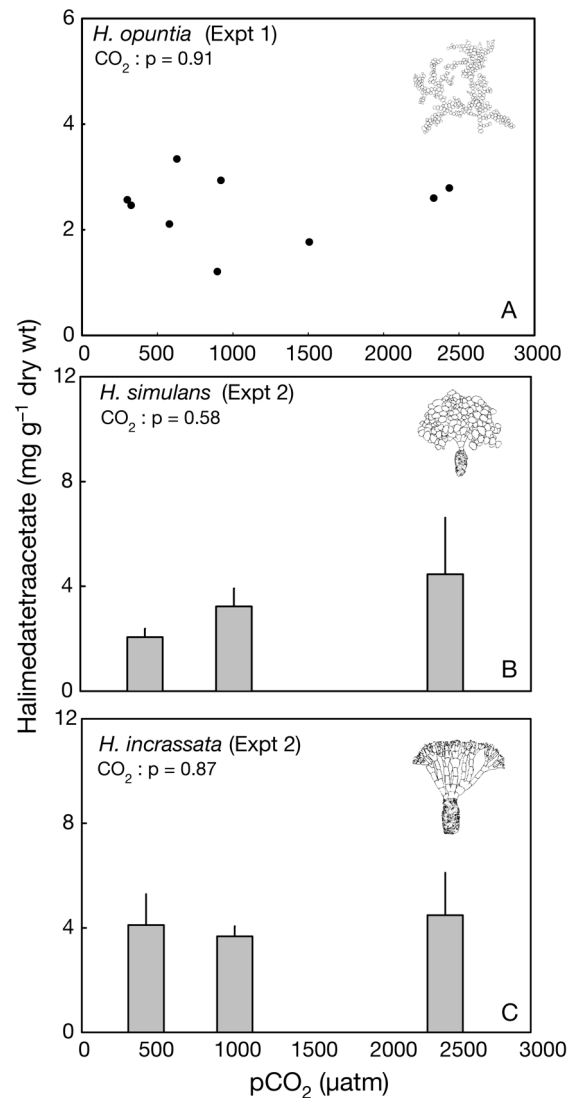 6
H. opuntia (Expt 1)
CO₂ : p = 0.91
4
2
0
A
0 500 1000 1500 2000 2500 3000
12
H. simulans (Expt 2)
CO₂ : p = 0.58
8
4
0
B
12
H. incrassata (Expt 2)
CO₂ : p = 0.87
8
4
0
C
0 500 1000 1500 2000 2500 3000
pCO₂ (µatm)
Halimedatetraacetate (mg g⁻¹ dry wt)